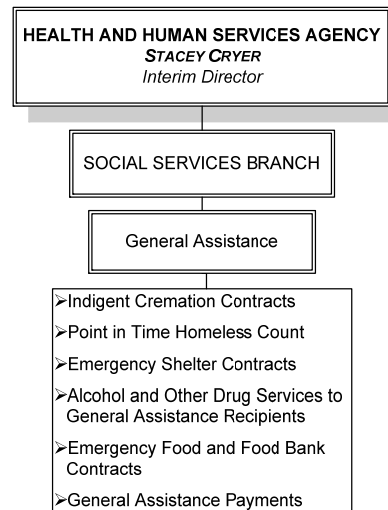 HEALTH AND HUMAN SERVICES AGENCY
STACEY CRYER
Interim Director
SOCIAL SERVICES BRANCH
General Assistance
➢Indigent Cremation Contracts
➢Point in Time Homeless Count
➢Emergency Shelter Contracts
➢Alcohol and Other Drug Services to
General Assistance Recipients
➢Emergency Food and Food Bank
Contracts
➢General Assistance Payments